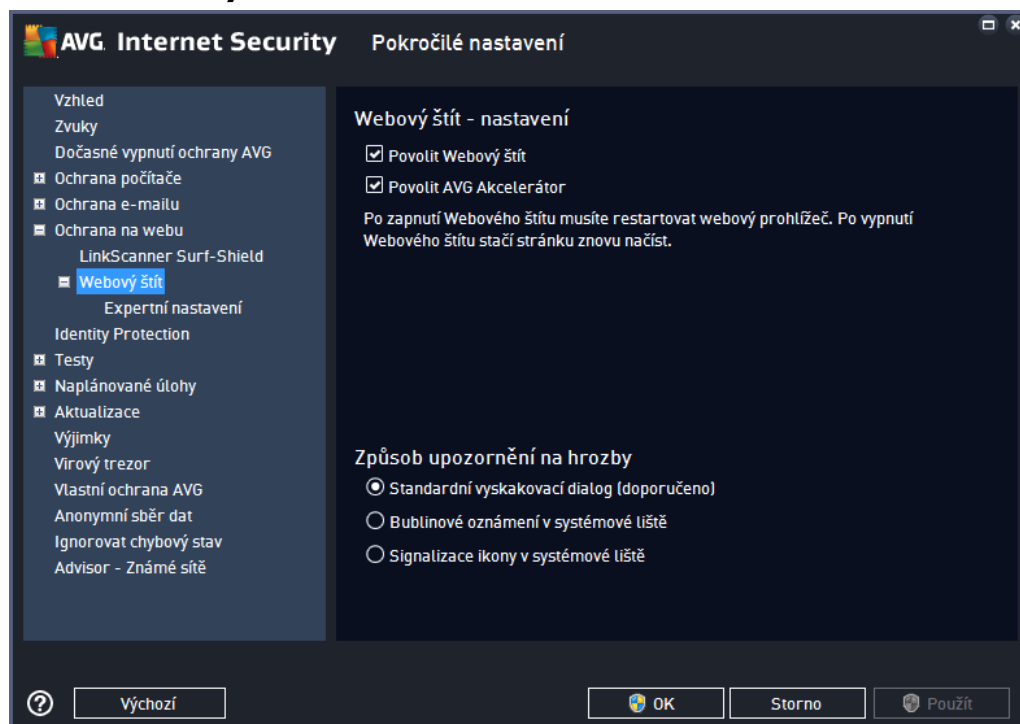 AVG. Internet Security Pokročilé nastavení
Vzhled
Zvuky
Dočasné vypnutí ochrany AVG
Ochrana počítače
Ochrana e-mailu
Ochrana na webu
LinkScanner Surf-Shield
Webový štít
Expertní nastavení
Identity Protection
Testy
Naplánované úlohy
Aktualizace
Výjimky
Virový trezor
Vlastní ochrana AVG
Anonymní sběr dat
Ignorovat chybový stav
Advisor - Známé sítě
Webový štít - nastavení
Povolit Webový štít
Povolit AVG Akcelerátor
Po zapnutí Webového štítu musíte restartovat webový prohlížeč. Po vypnutí
Webového štítu stačí stránku znovu načíst.
Způsob upozornění na hrozby
Standardní vyskakovací dialog (doporučeno)
Bublinové oznámení v systémové liště
Signalizace ikony v systémové liště
? Výchozí OK Storno Použít